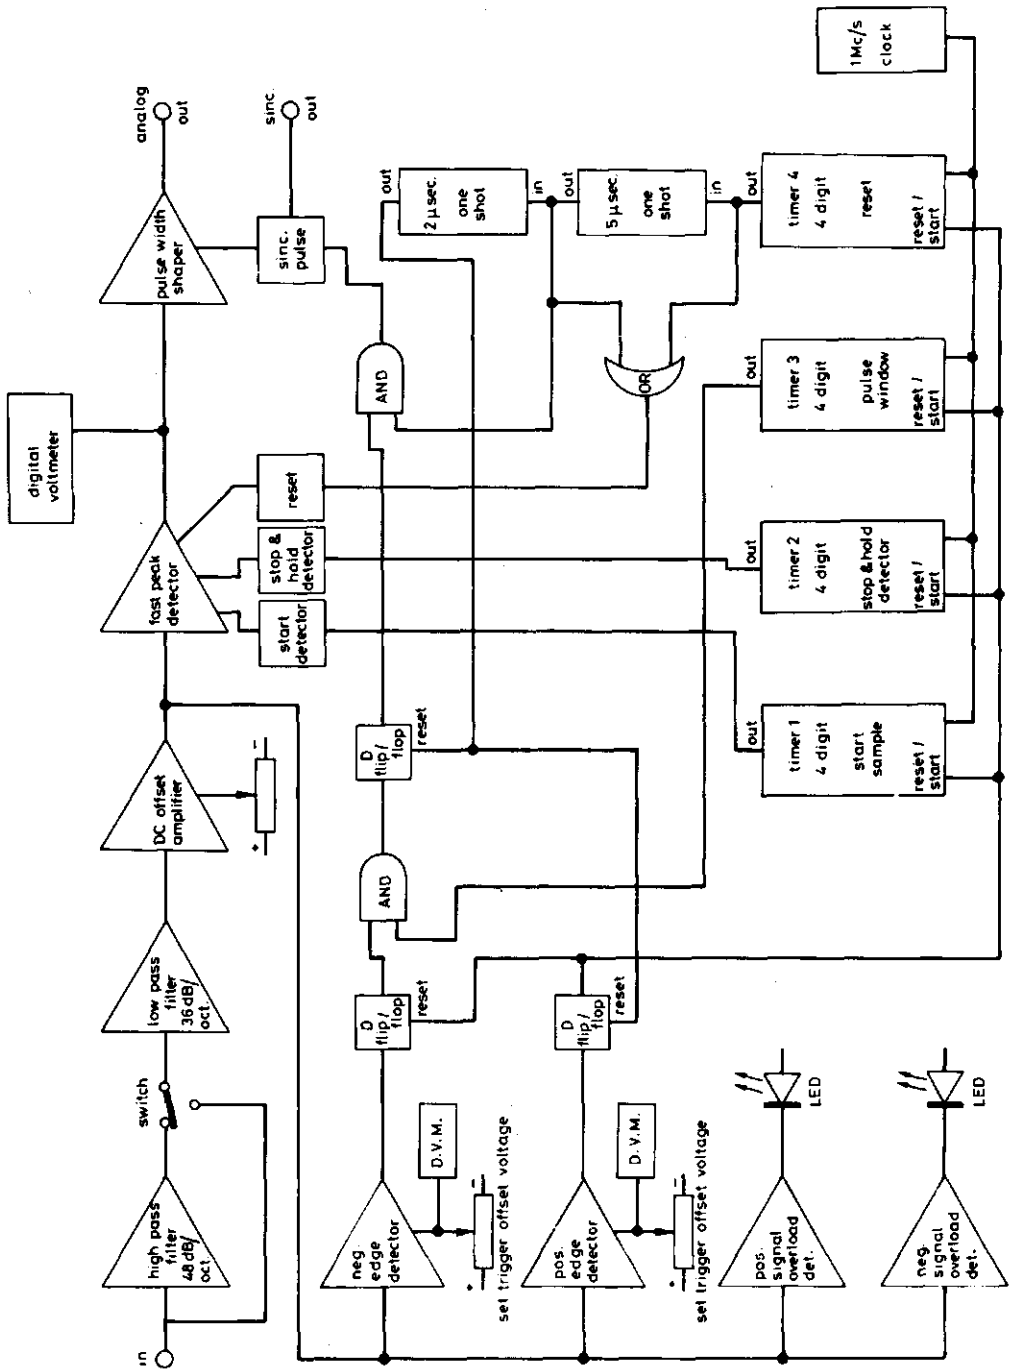 in
high pass
filter
48 dB/
oct.
switch
low pass
filter
36 dB/
oct.
DC offset
amplifier
+
-
fast peak
detector
digital
voltmeter
pulse width
shaper
analog
out
start
detector
stop &
hold
detector
reset
sinc.
pulse
sinc.
out
neg.
edge
detector
D.V.M.
+
-
set trigger offset voltage
D
flip/
flop
reset
AND
D
flip/
flop
reset
AND
out
2 μsec.
one
shot
in
out
5 μsec.
one
shot
in
OR
pos.
edge
detector
D.V.M.
+
-
set trigger offset voltage
D
flip/
flop
reset
pos.
signal
overload
det.
LED
neg.
signal
overload
det.
LED
out
timer 1
4 digit
start
sample
reset /
start
out
timer 2
4 digit
stop & hold
detector
reset /
start
out
timer 3
4 digit
pulse
window
reset /
start
timer 4
4 digit
reset
reset /
start
out
1Mc/s
clock